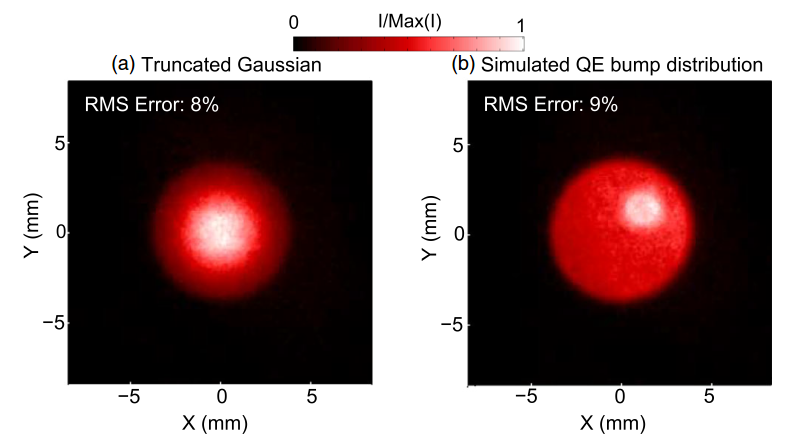 0 I/Max(I) 1
(a) Truncated Gaussian
RMS Error: 8%
5
0
−5
Y (mm)
−5 0 5
X (mm)
(b) Simulated QE bump distribution
RMS Error: 9%
5
0
−5
Y (mm)
−5 0 5
X (mm)